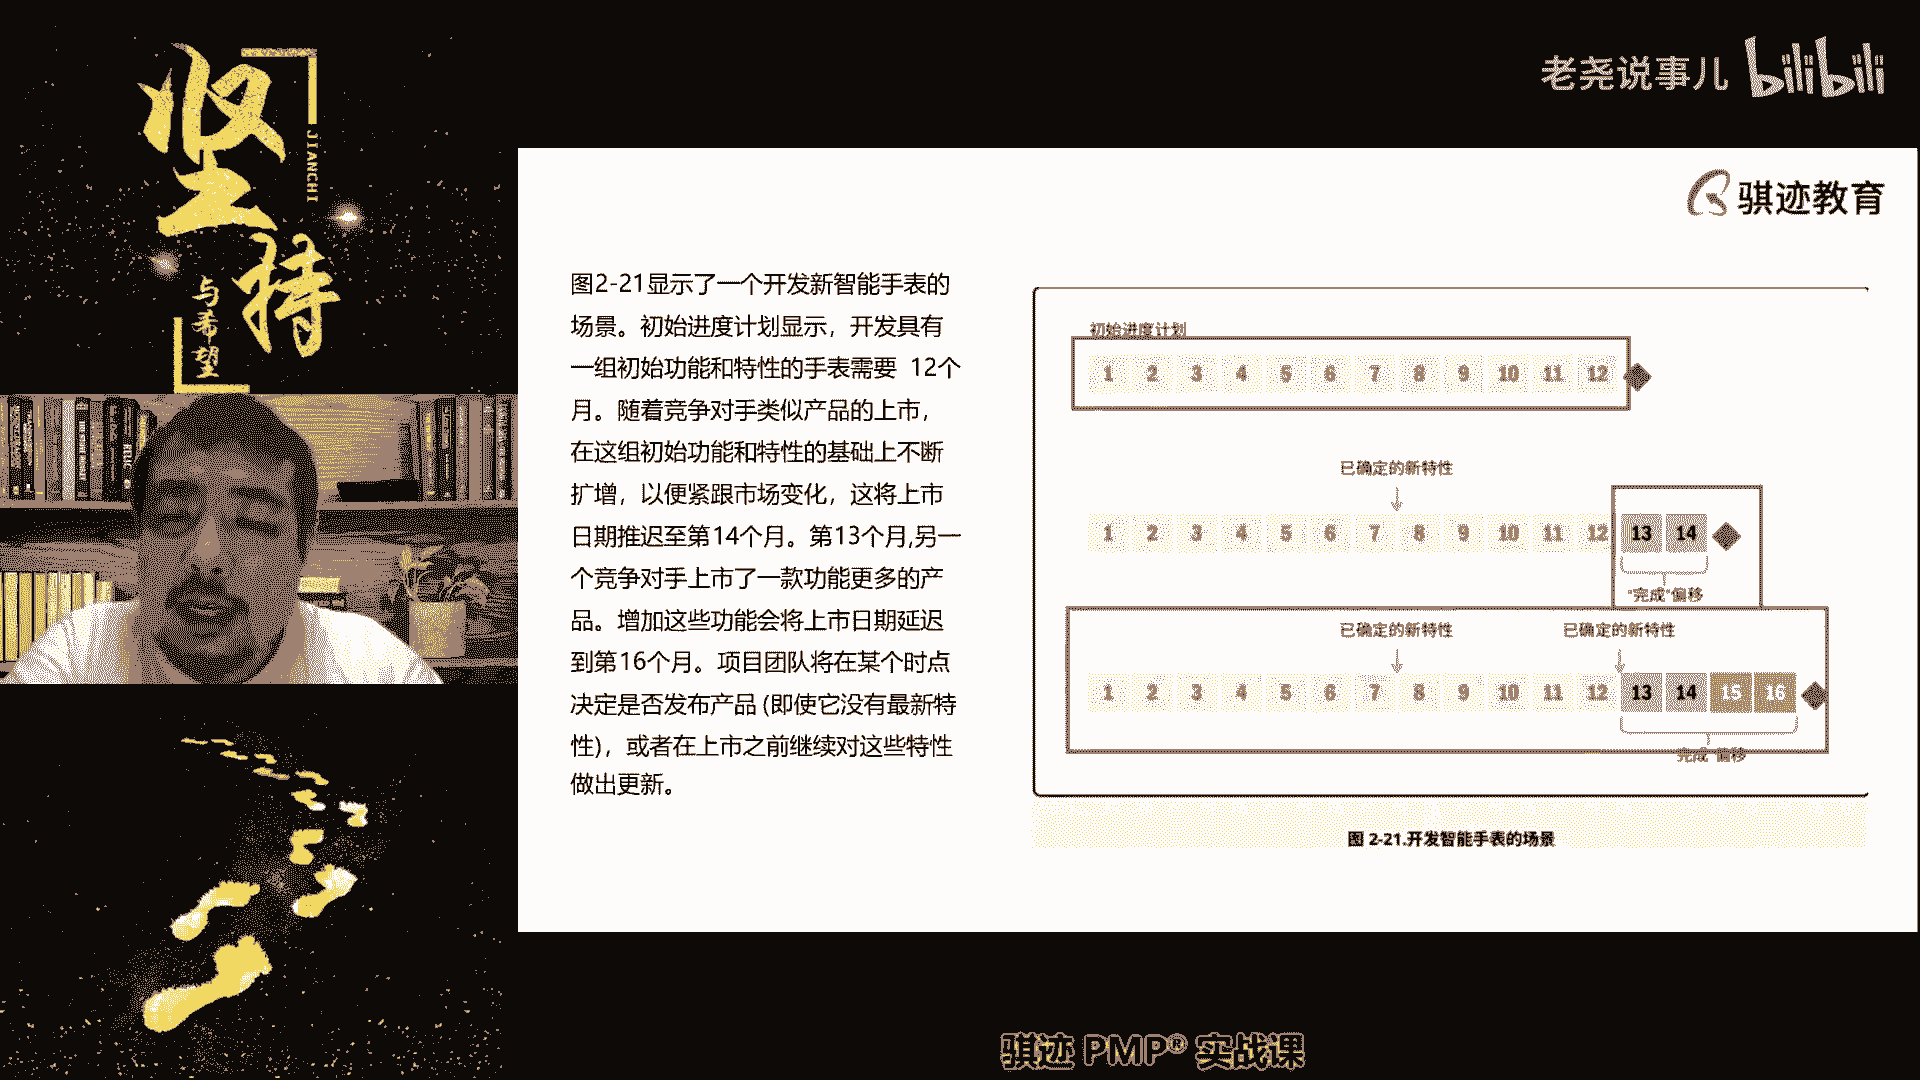 坚持
JIANCHI
与希望
老尧说事儿 bilibili
骐迹教育
图2-21显示了一个开发新智能手表的
场景。初始进度计划显示，开发具有
一组初始功能和特性的手表需要 12个
月。随着竞争对手类似产品的上市，
在这组初始功能和特性的基础上不断
扩增，以便紧跟市场变化，这将上市
日期推迟至第14个月。第13个月,另一
个竞争对手上市了一款功能更多的产
品。增加这些功能会将上市日期延迟
到第16个月。项目团队将在某个时点
决定是否发布产品 (即使它没有最新特
性)，或者在上市之前继续对这些特性
做出更新。
初始进度计划
1 2 3 4 5 6 7 8 9 10 11 12
已确定的新特性
1 2 3 4 5 6 7 8 9 10 11 12 13 14
“完成”偏移
已确定的新特性 已确定的新特性
1 2 3 4 5 6 7 8 9 10 11 12 13 14 15 16
“完成”偏移
图 2-21.开发智能手表的场景
骐迹 PMP® 实战课